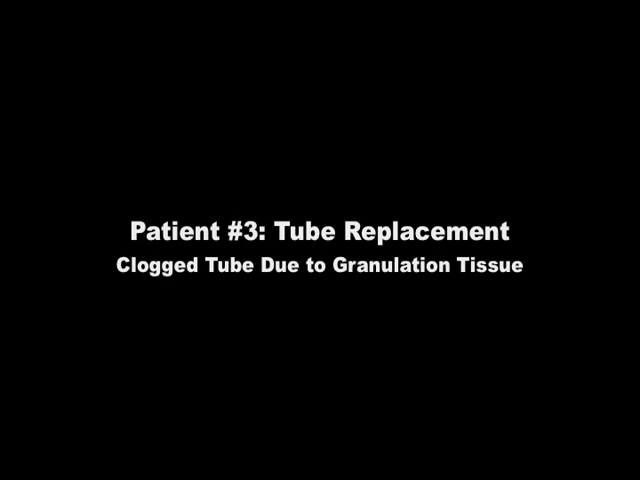 Patient #3: Tube Replacement
Clogged Tube Due to Granulation Tissue